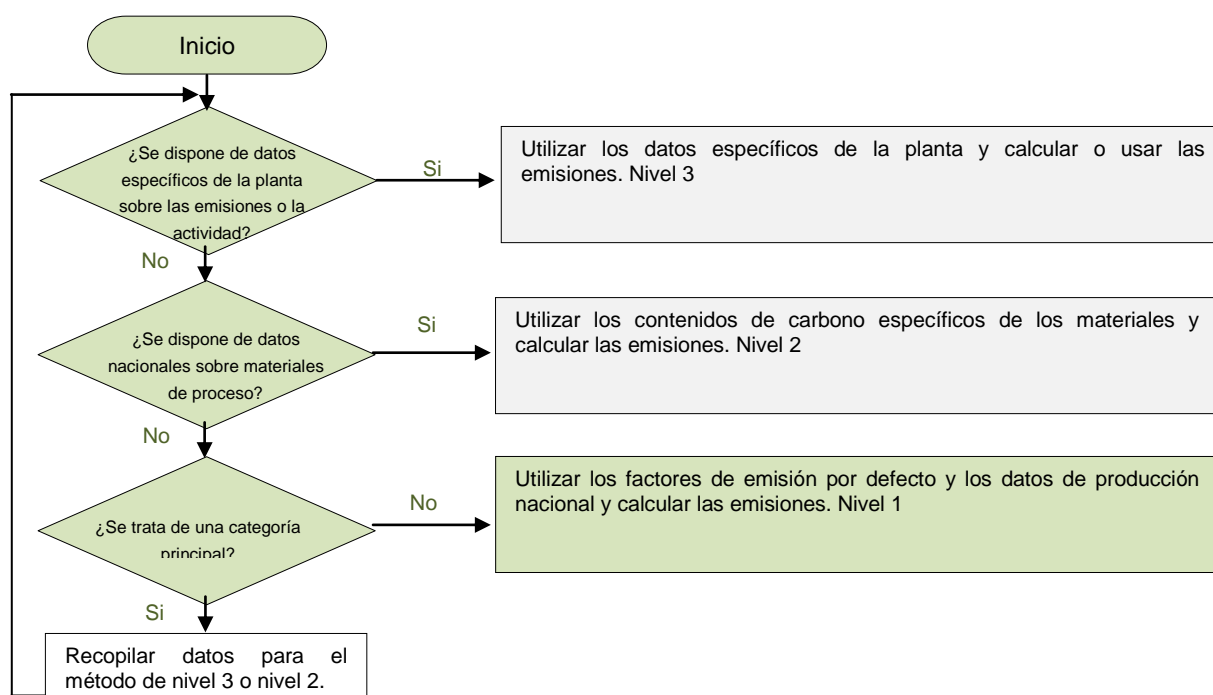 Inicio
¿Se dispone de datos
específicos de la planta
sobre las emisiones o la
actividad?
Si
Utilizar los datos específicos de la planta y calcular o usar las
emisiones. Nivel 3
No
¿Se dispone de datos
nacionales sobre materiales
de proceso?
Si
Utilizar los contenidos de carbono específicos de los materiales y
calcular las emisiones. Nivel 2
No
¿Se trata de una categoría
principal?
No
Utilizar los factores de emisión por defecto y los datos de producción
nacional y calcular las emisiones. Nivel 1
Si
Recopilar datos para el
método de nivel 3 o nivel 2.